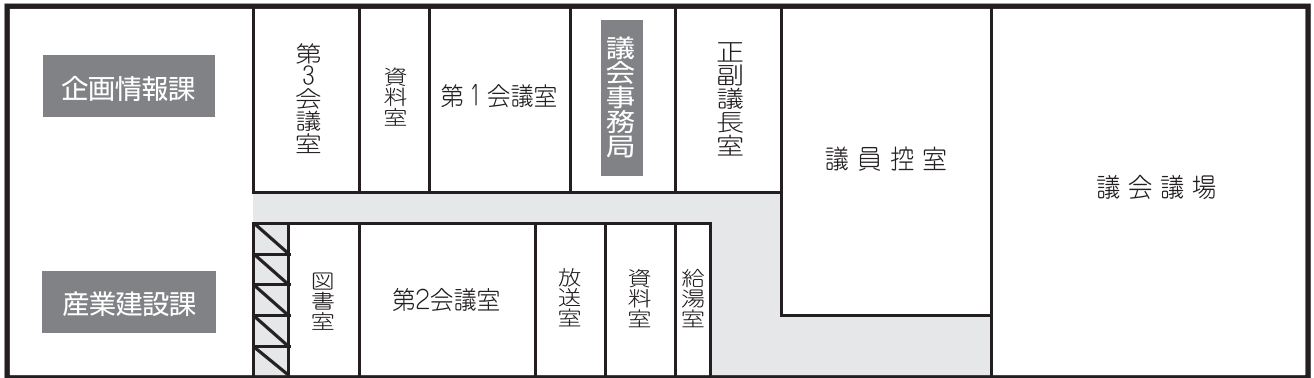 企画情報課
第3会議室
資料室
第1会議室
議会事務局
正副議長室
議員控室
議会議場
産業建設課
図書室
第2会議室
放送室
資料室
給湯室